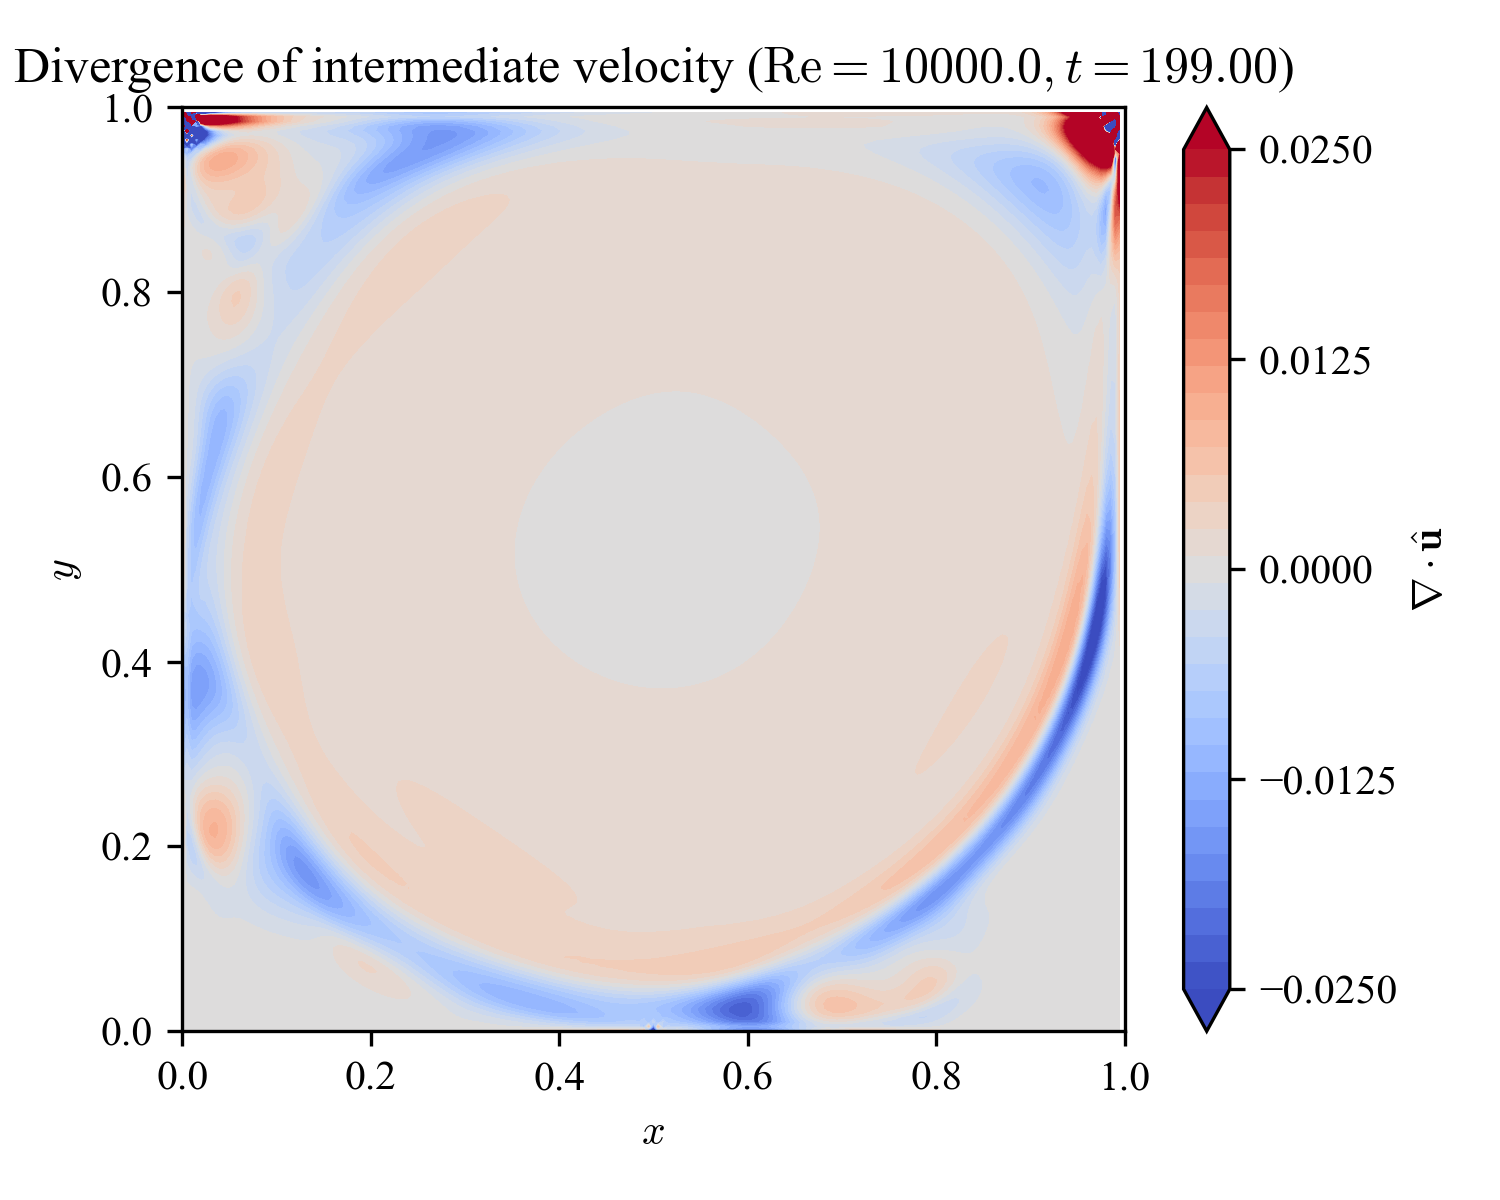 Divergence of intermediate velocity (Re = 10000.0, t = 199.00)
1.0
0.8
0.6
0.4
0.2
0.0
y
0.0 0.2 0.4 0.6 0.8 1.0
x
0.0250
0.0125
0.0000
−0.0125
−0.0250
∇ · û